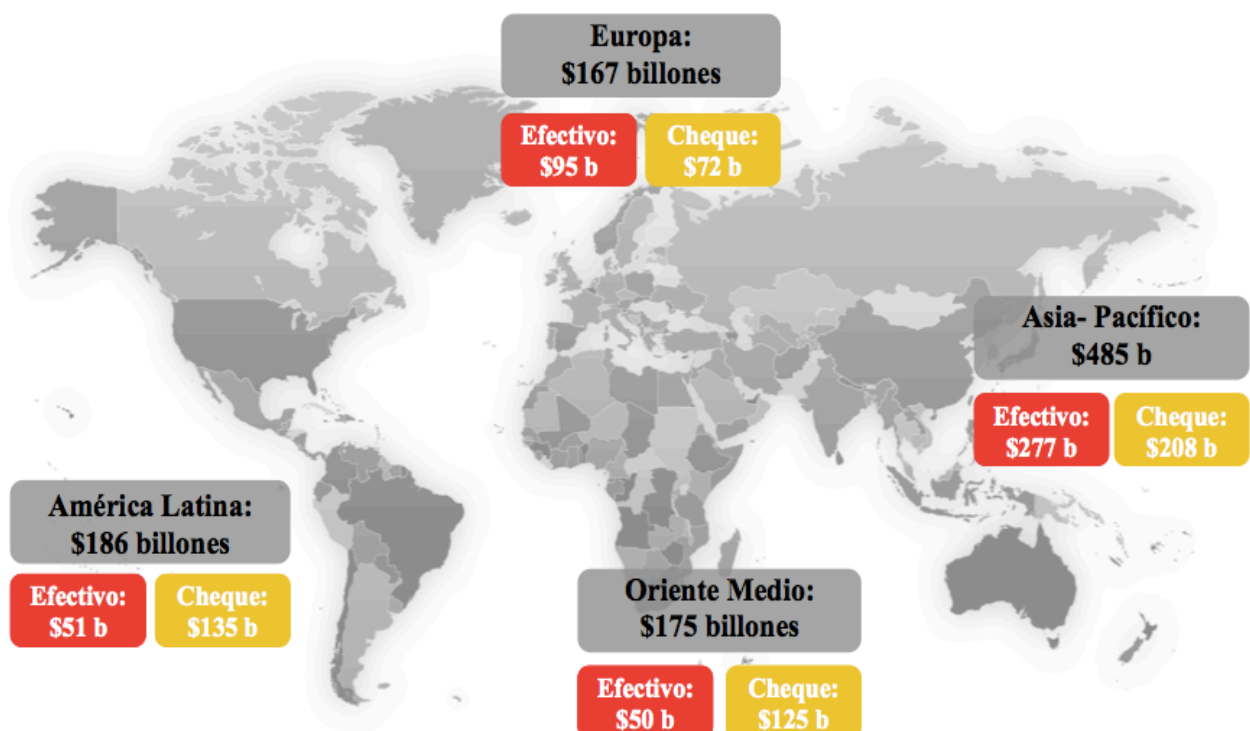 Europa:
$167 billones
Efectivo:
$95 b
Cheque:
$72 b
Asia- Pacífico:
$485 b
Efectivo:
$277 b
Cheque:
$208 b
América Latina:
$186 billones
Efectivo:
$51 b
Cheque:
$135 b
Oriente Medio:
$175 billones
Efectivo:
$50 b
Cheque:
$125 b